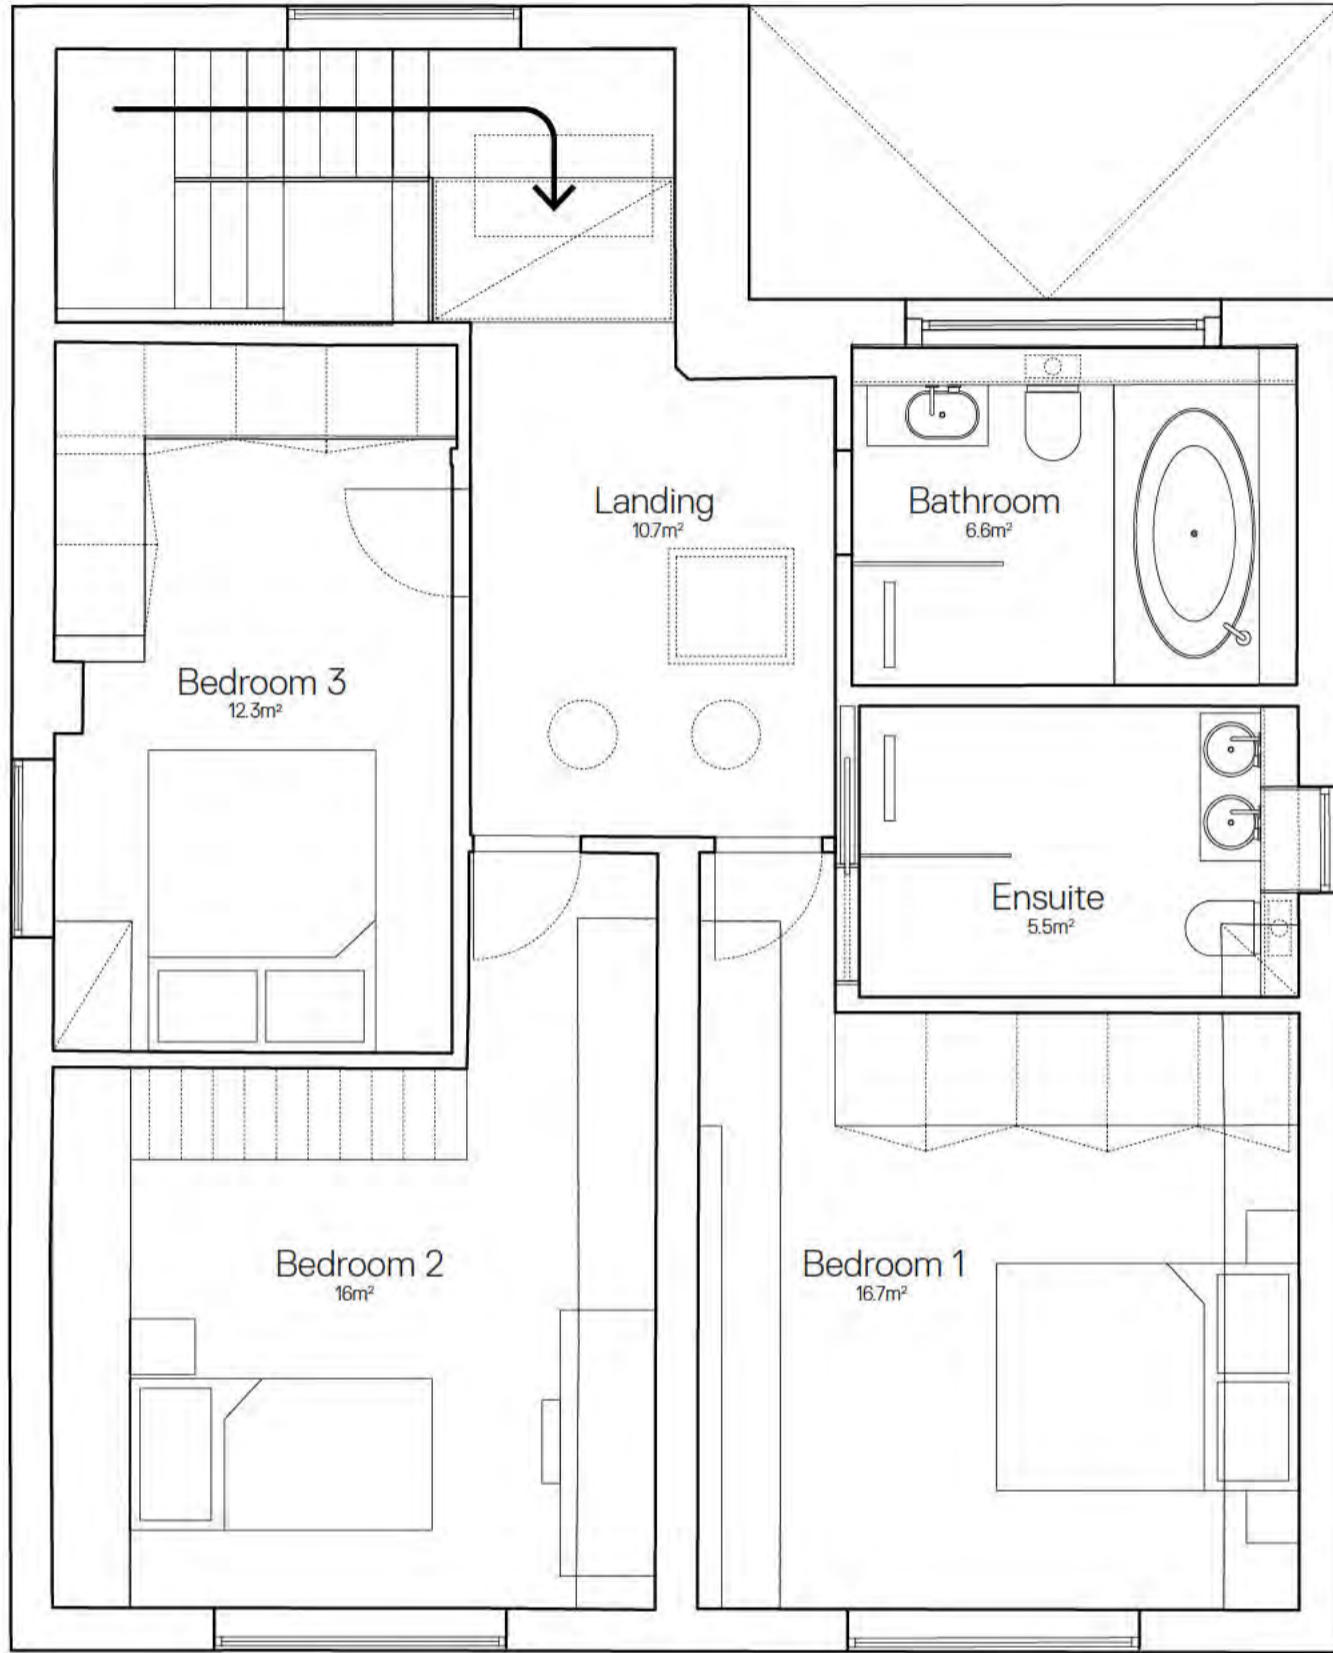 Landing
10.7m²
Bathroom
6.6m²
Bedroom 3
12.3m²
Ensuite
5.5m²
Bedroom 2
16m²
Bedroom 1
16.7m²